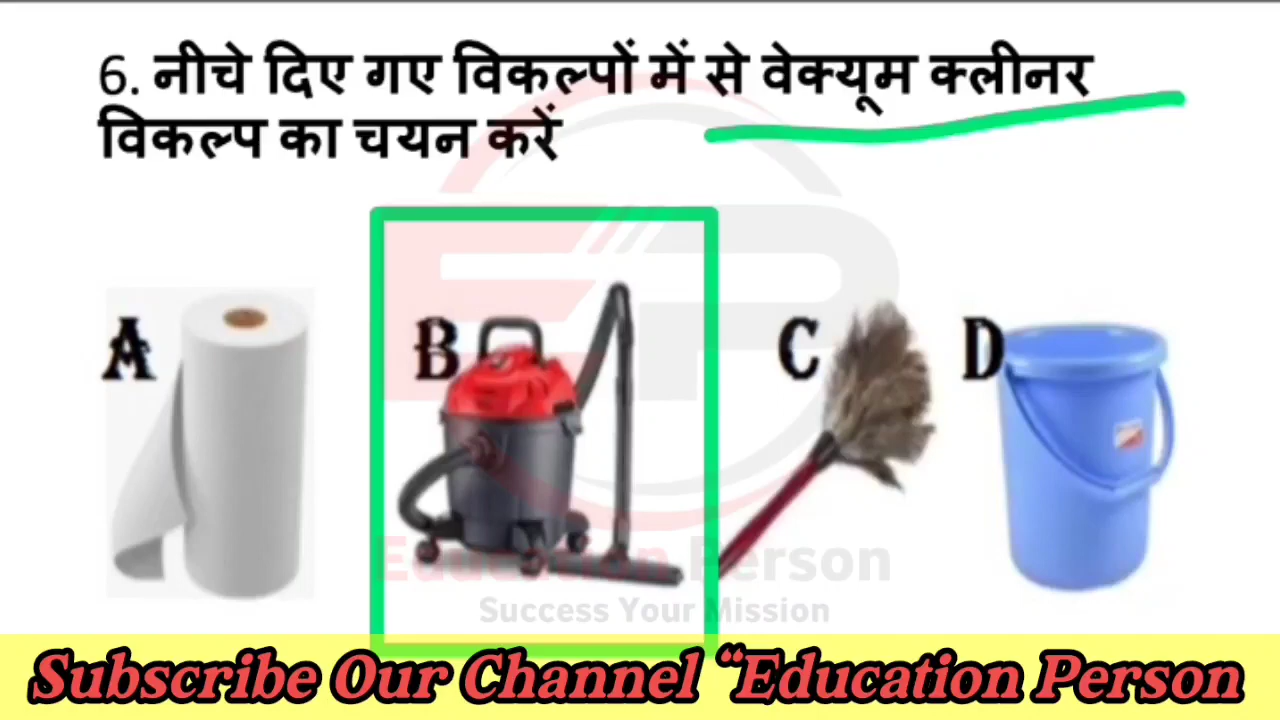 6. नीचे दिए गए विकल्पों में से वेक्यूम क्लीनर
विकल्प का चयन करें
A
B
C
D
Education Person
Success Your Mission
Subscribe Our Channel “Education Person